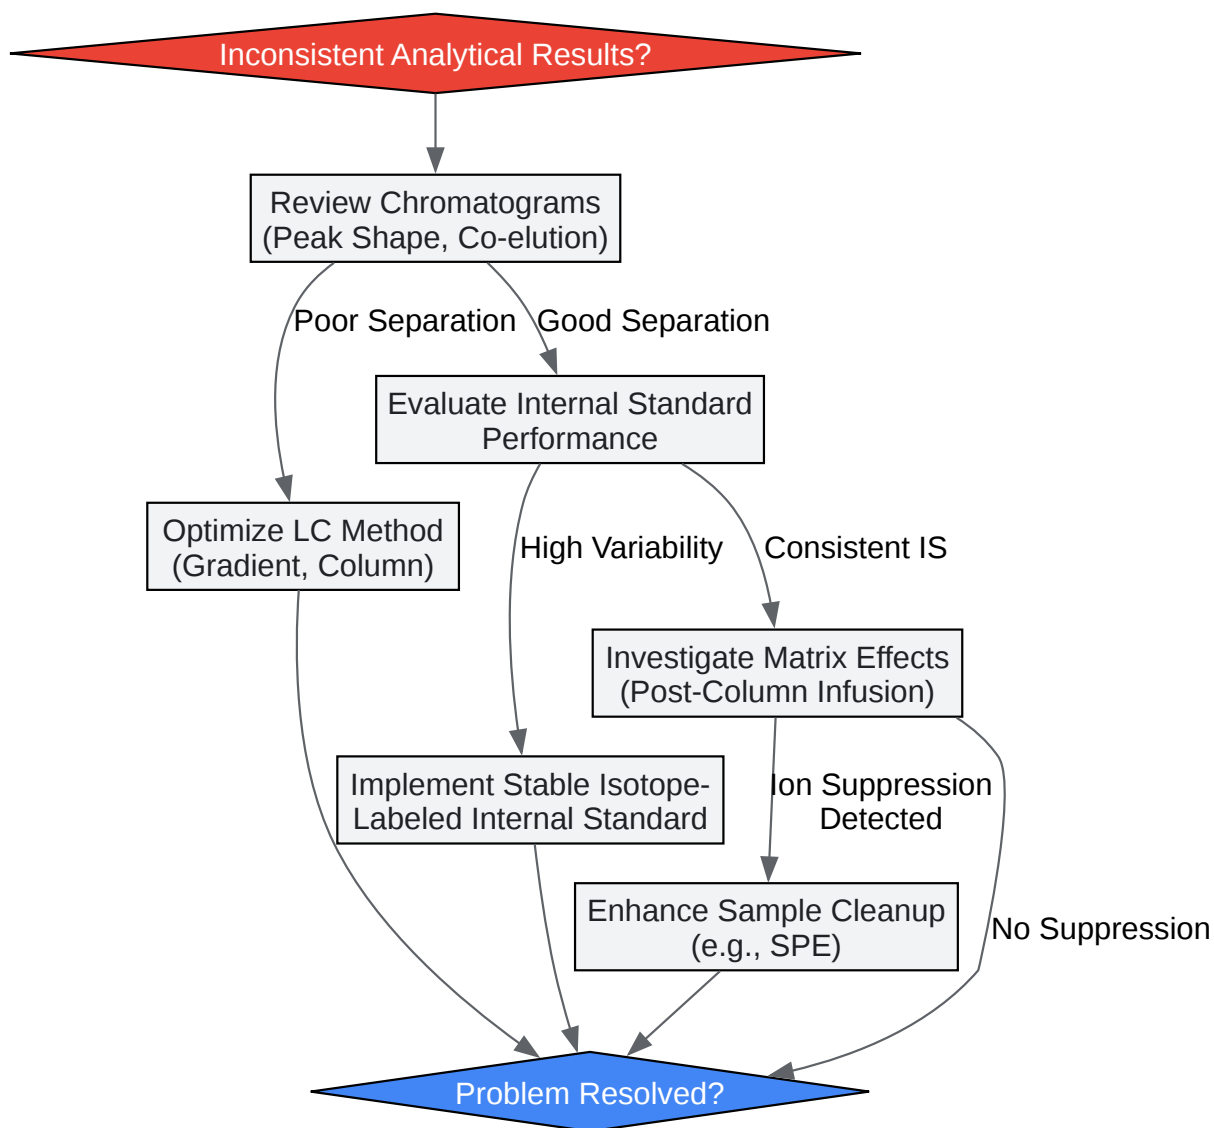 Inconsistent Analytical Results?
Review Chromatograms
(Peak Shape, Co-elution)
Poor Separation
Good Separation
Evaluate Internal Standard
Performance
Optimize LC Method
(Gradient, Column)
High Variability
Consistent IS
Investigate Matrix Effects
(Post-Column Infusion)
Implement Stable Isotope-
Labeled Internal Standard
Ion Suppression
Detected
Enhance Sample Cleanup
(e.g., SPE)
No Suppression
Problem Resolved?